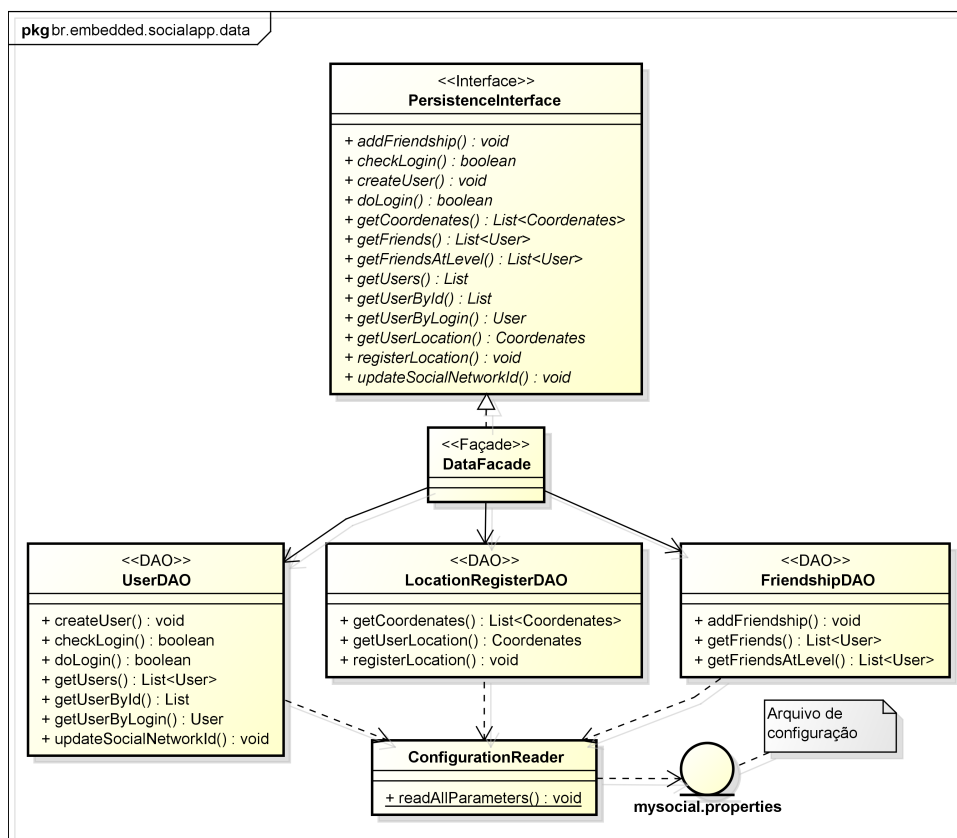 pkg br.embedded.socialapp.data
<<Interface>>
PersistenceInterface
+ addFriendship() : void
+ checkLogin() : boolean
+ createUser() : void
+ doLogin() : boolean
+ getCoordenates() : List<Coordenates>
+ getFriends() : List<User>
+ getFriendsAtLevel() : List<User>
+ getUsers() : List
+ getUserById() : List
+ getUserByLogin() : User
+ getUserLocation() : Coordenates
+ registerLocation() : void
+ updateSocialNetworkId() : void
<<Façade>>
DataFacade
<<DAO>>
UserDAO
+ createUser() : void
+ checkLogin() : boolean
+ doLogin() : boolean
+ getUsers() : List<User>
+ getUserById() : List
+ getUserByLogin() : User
+ updateSocialNetworkId() : void
<<DAO>>
LocationRegisterDAO
+ getCoordenates() : List<Coordenates>
+ getUserLocation() : Coordenates
+ registerLocation() : void
<<DAO>>
FriendshipDAO
+ addFriendship() : void
+ getFriends() : List<User>
+ getFriendsAtLevel() : List<User>
Arquivo de
configuração
ConfigurationReader
+ readAllParameters() : void
mysocial.properties